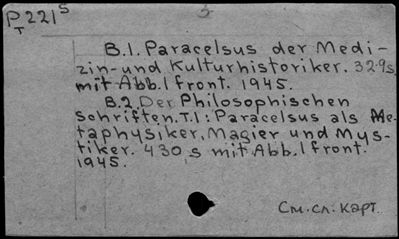 P 221 S
T
5
B.1. Paracelsus der Medi-
zin- und Kulturhistoriker. 329s
mit Abb. 1 front. 1945.
B.2. Der Philosophischen
Schriften. T.1: Paracelsus als Me-
taphysiker, Magier und Mys-
tiker. 430 s mit Abb. 1 front.
1945.
См. сл. карт.